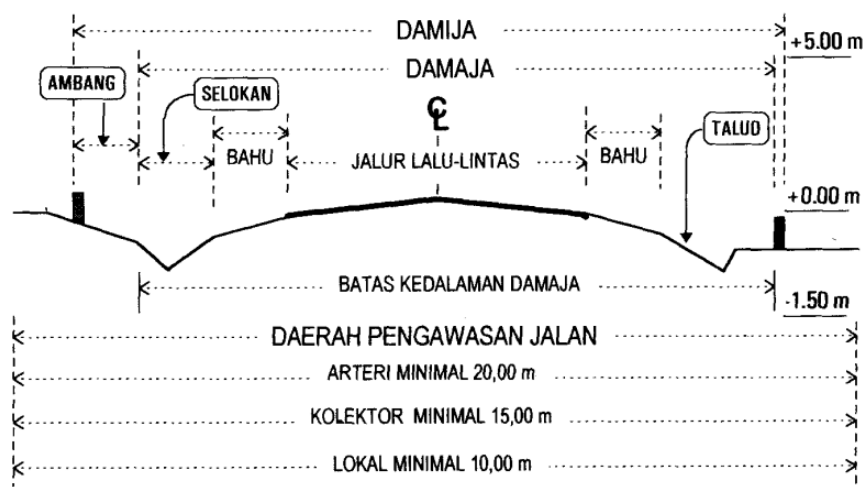 DAMIJA
+5.00 m
DAMAJA
AMBANG
SELOKAN
CL
TALUD
BAHU
JALUR LALU-LINTAS
BAHU
+0.00 m
BATAS KEDALAMAN DAMAJA
-1.50 m
DAERAH PENGAWASAN JALAN
ARTERI MINIMAL 20,00 m
KOLEKTOR MINIMAL 15,00 m
LOKAL MINIMAL 10,00 m